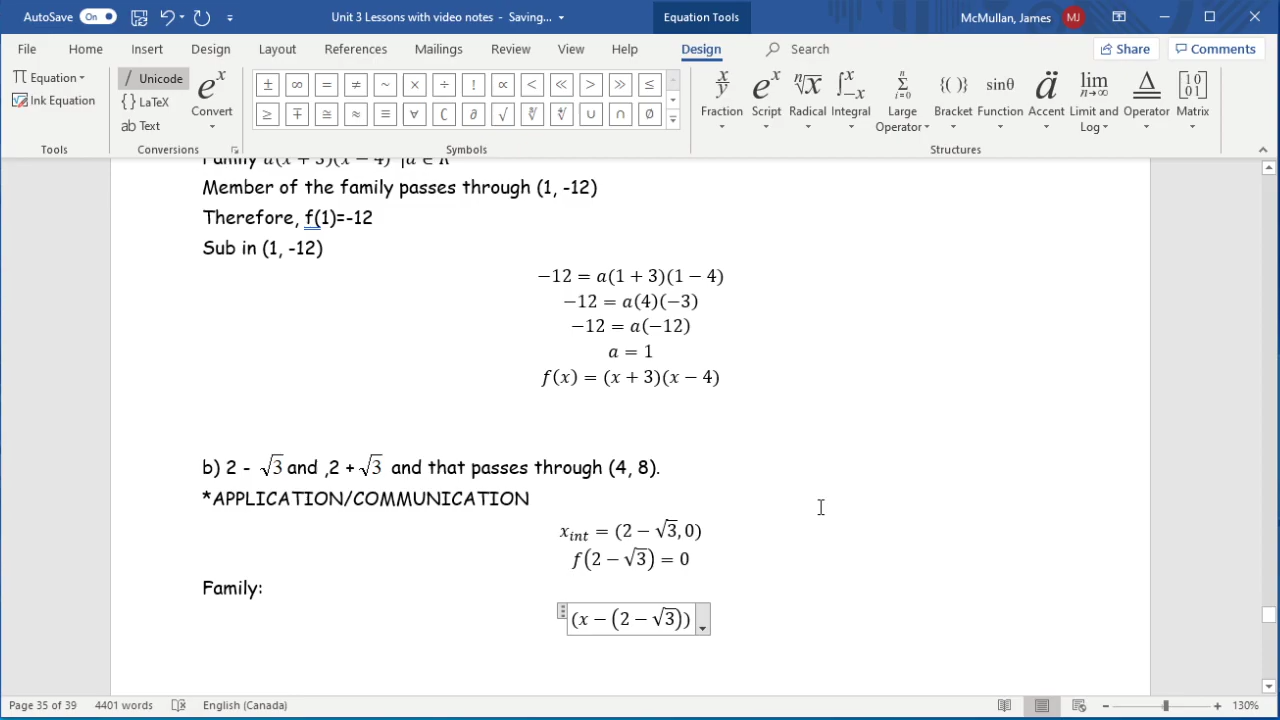 AutoSave On Unit 3 Lessons with video notes - Saving... Equation Tools McMullan, James MJ
File Home Insert Design Layout References Mailings Review View Help Design Search Share Comments
π Equation / Unicode e^x Convert
Ink Equation {} LaTeX
ab Text
± ∞ = ≠ ~ × ÷ ! ∝ < ≪ > ≫ ≤
≥ ∓ ≅ ≈ ≡ ∀ ∁ ∂ √ ∛ ∜ ∪ ∩ ∅
Fraction Script Radical Integral Large Operator Bracket Function Accent Limit and Log Operator Matrix
Tools Conversions Symbols Structures
Family a(x + 3)(x − 4) |a ∈ R
Member of the family passes through (1, -12)
Therefore, f(1)=-12
Sub in (1, -12)
−12 = a(1 + 3)(1 − 4)
−12 = a(4)(−3)
−12 = a(−12)
a = 1
f(x) = (x + 3)(x − 4)
b) 2 - √3 and ,2 + √3 and that passes through (4, 8).
*APPLICATION/COMMUNICATION
x_int = (2 − √3, 0)
f(2 − √3) = 0
Family:
(x − (2 − √3))
Page 35 of 39 4401 words English (Canada) 130%